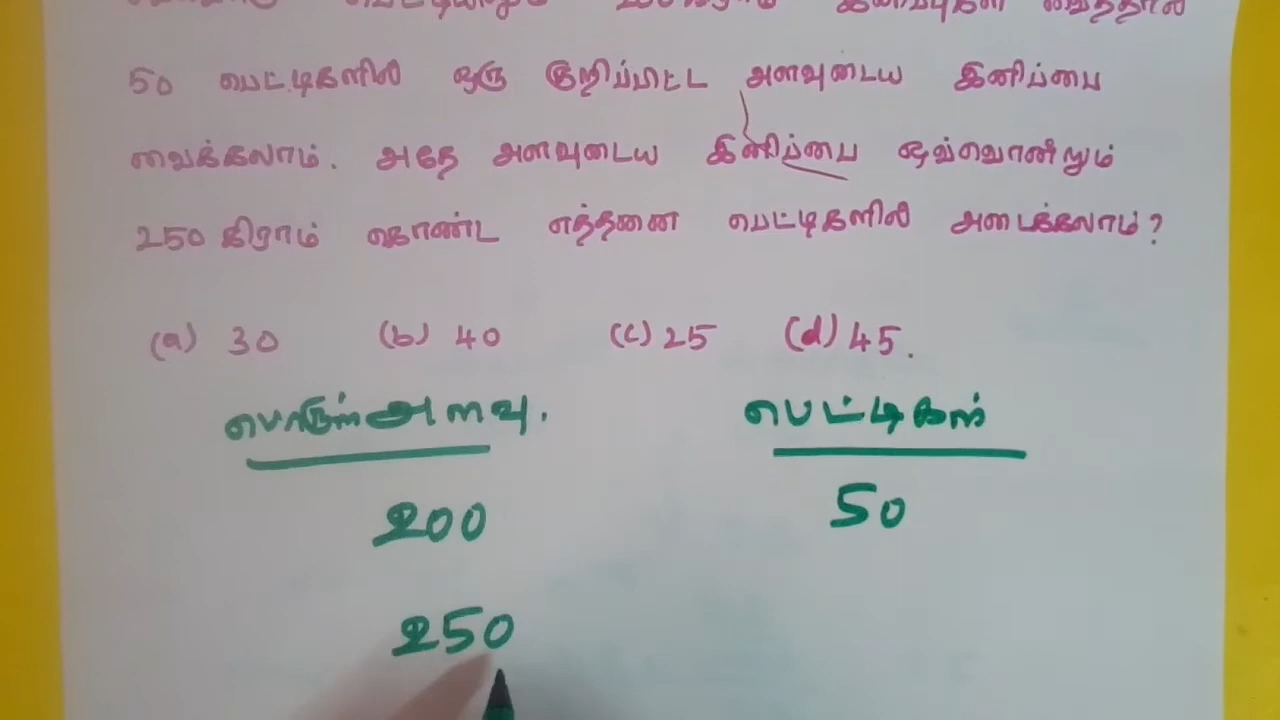 50 பெட்டிகளில் ஒரு குறிப்பிட்ட அளவுடைய இனிப்பை
வைக்கலாம். அதே அளவுடைய இனிப்பை ஒவ்வொன்றும்
250 கிராம் கொண்ட எத்தனை பெட்டிகளில் அடைக்கலாம்?
(a) 30 (b) 40 (c) 25 (d) 45.
பொருள் அளவு. பெட்டிகள்
200 50
250